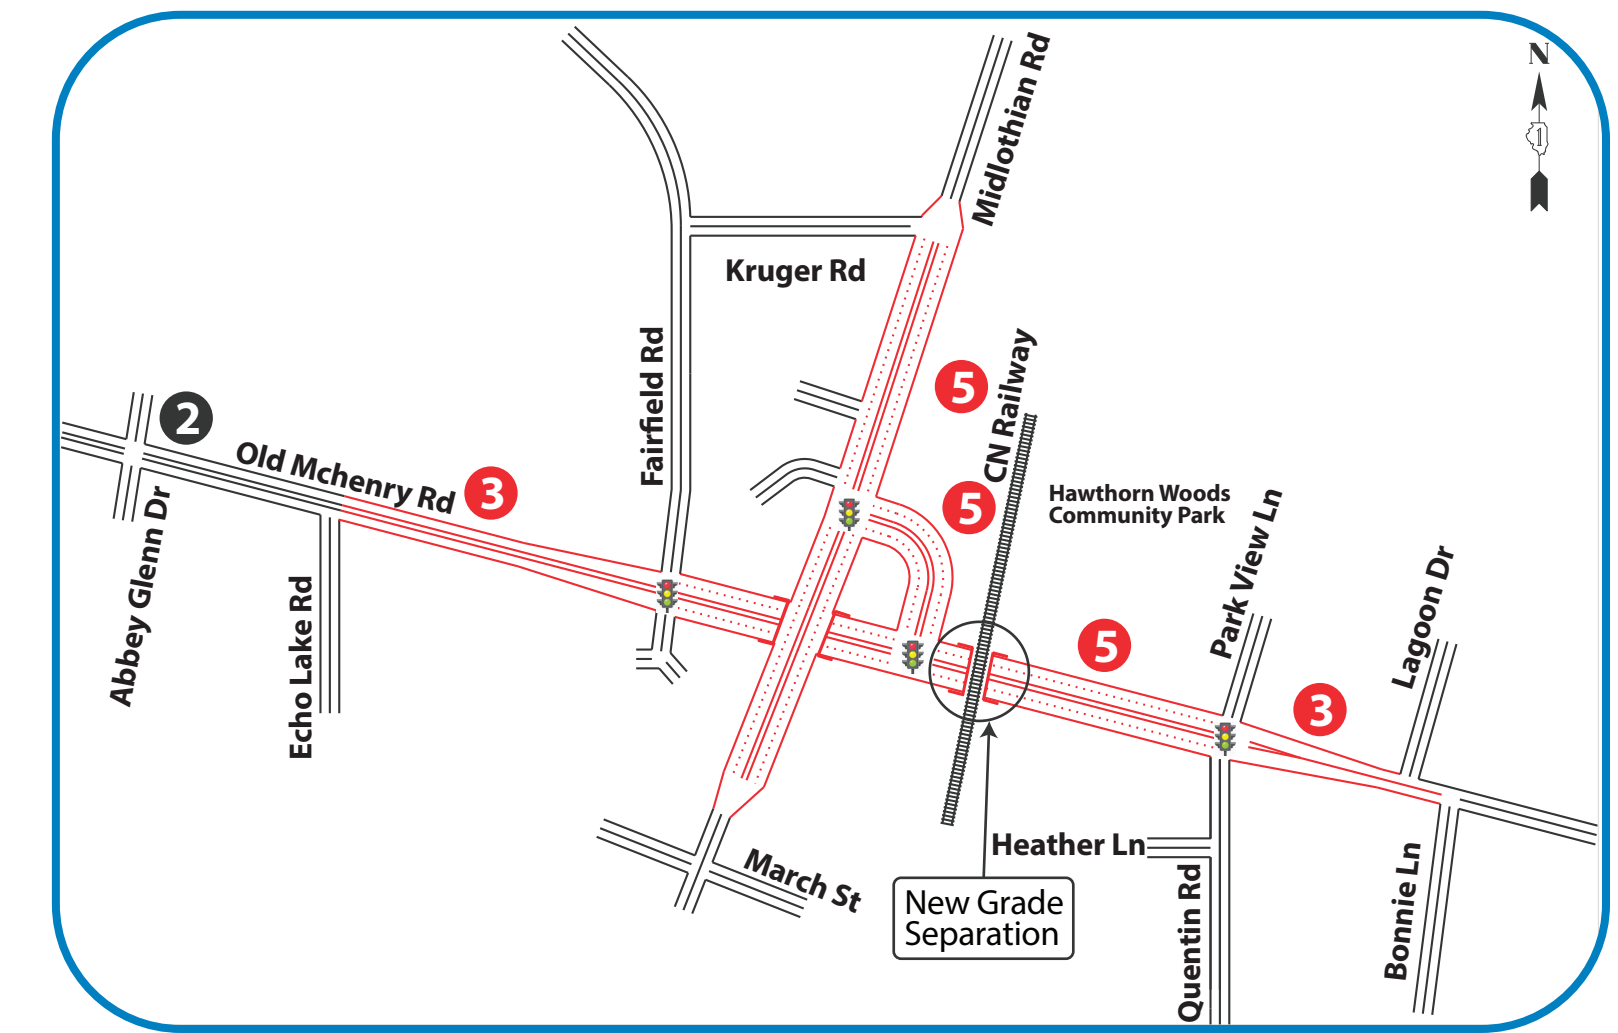 N
1
Midlothian Rd
Kruger Rd
Fairfield Rd
5
CN Railway
2
Old Mchenry Rd
3
5
Hawthorn Woods
Community Park
Abbey Glenn Dr
Echo Lake Rd
Park View Ln
Lagoon Dr
5
3
Heather Ln
March St
New Grade
Separation
Quentin Rd
Bonnie Ln